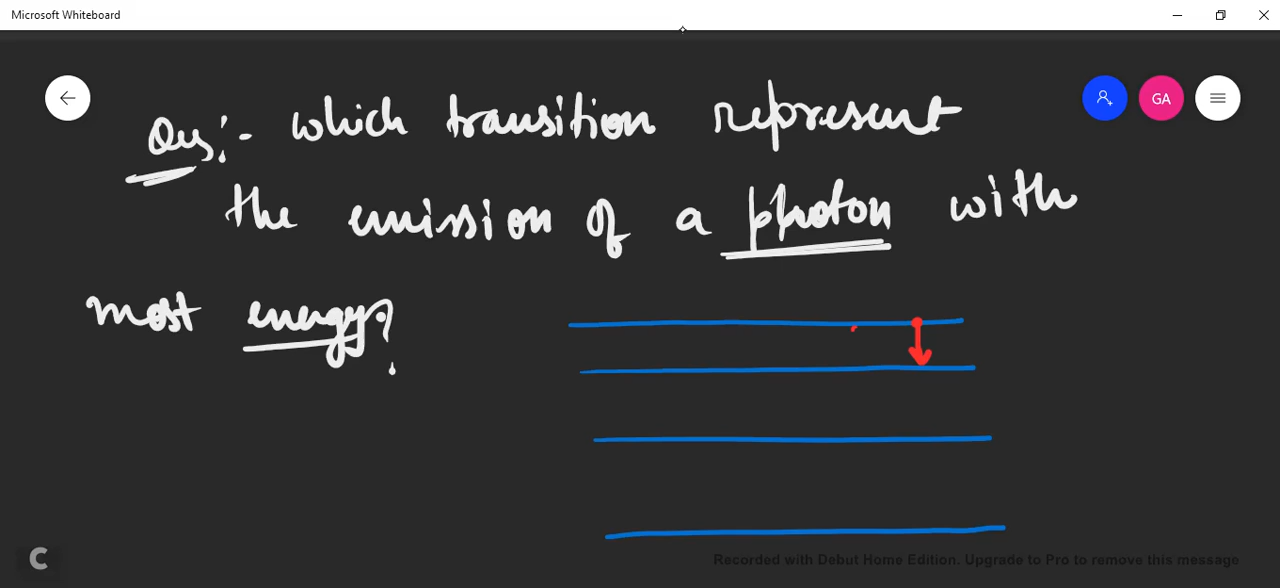 Microsoft Whiteboard
GA
Qus:- which transition represent
the emission of a photon with
most energy?
C
Recorded with Debut Home Edition. Upgrade to Pro to remove this message